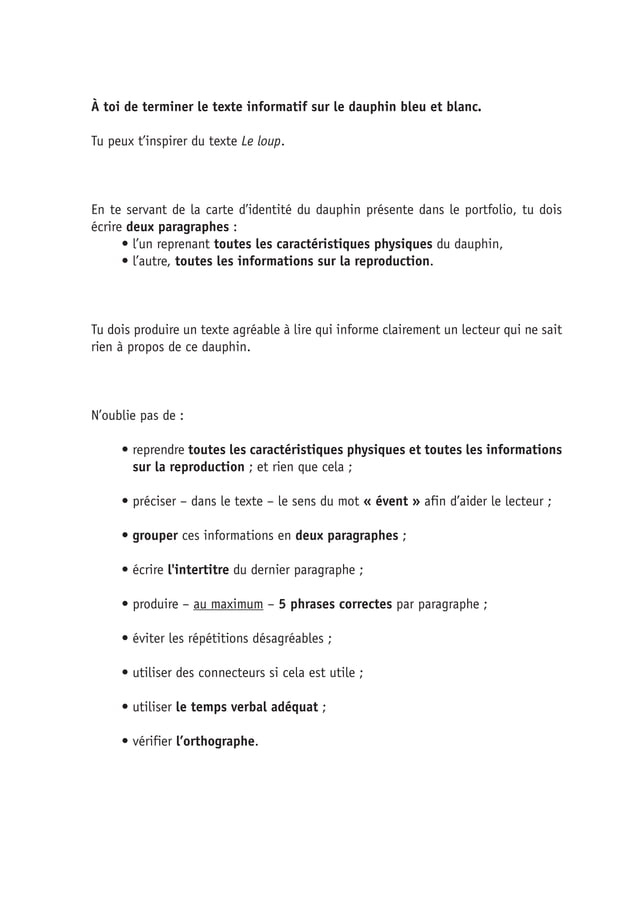 À toi de terminer le texte informatif sur le dauphin bleu et blanc.
Tu peux t’inspirer du texte Le loup.
En te servant de la carte d’identité du dauphin présente dans le portfolio, tu dois
écrire deux paragraphes :
• l’un reprenant toutes les caractéristiques physiques du dauphin,
• l’autre, toutes les informations sur la reproduction.
Tu dois produire un texte agréable à lire qui informe clairement un lecteur qui ne sait
rien à propos de ce dauphin.
N’oublie pas de :
• reprendre toutes les caractéristiques physiques et toutes les informations
sur la reproduction ; et rien que cela ;
• préciser – dans le texte – le sens du mot « évent » afin d’aider le lecteur ;
• grouper ces informations en deux paragraphes ;
• écrire l'intertitre du dernier paragraphe ;
• produire – au maximum – 5 phrases correctes par paragraphe ;
• éviter les répétitions désagréables ;
• utiliser des connecteurs si cela est utile ;
• utiliser le temps verbal adéquat ;
• vérifier l’orthographe.